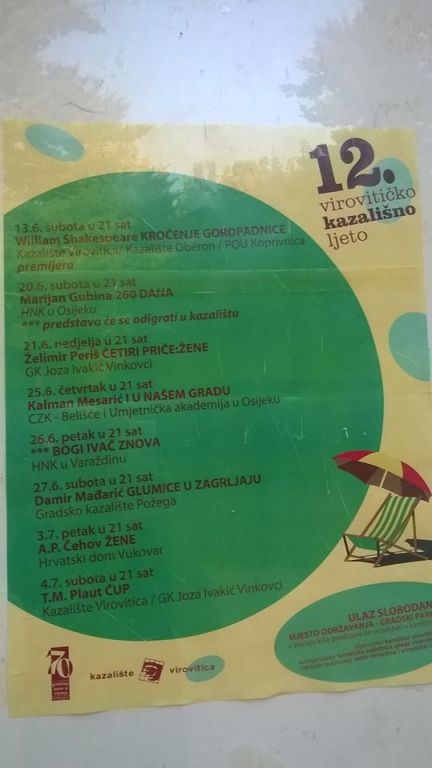 12.
virovitičko
kazališno
ljeto
13.6. subota u 21 sat
William Shakespeare KROĆENJE GOROPADNICE
Kazalište Virovitica/ Kazalište Oberon / POU Koprivnica
premijera
20.6. subota u 21 sat
Marijan Gubina 260 DANA
HNK u Osijeku
*** predstava će se odigrati u kazalištu
21.6. nedjelja u 21 sat
Želimir Periš ČETIRI PRIČE:ŽENE
GK Joza Ivakić Vinkovci
25.6. četvrtak u 21 sat
Kalman Mesarić I U NAŠEM GRADU
CZK - Belišće i Umjetnička akademija u Osijeku
26.6. petak u 21 sat
*** BOGI IVAČ ZNOVA
HNK u Varaždinu
27.6. subota u 21 sat
Damir Mađarić GLUMICE U ZAGRLJAJU
Gradsko kazalište Požega
3.7. petak u 21 sat
A.P. Čehov ŽENE
Hrvatski dom Vukovar
4.7. subota u 21 sat
T.M. Plaut ĆUP
Kazalište Virovitica / GK Joza Ivakić Vinkovci
ULAZ SLOBODAN
MJESTO ODRŽAVANJA - GRADSKI PARK
70
kazalište virovitica